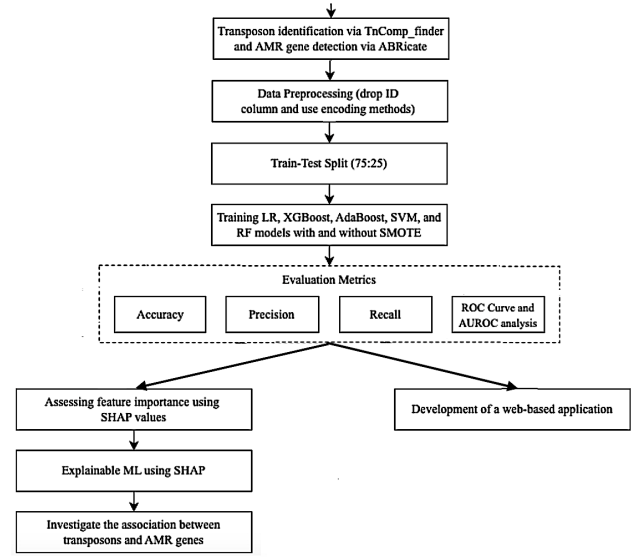 Transposon identification via TnComp_finder
and AMR gene detection via ABRicate
Data Preprocessing (drop ID
column and use encoding methods)
Train-Test Split (75:25)
Training LR, XGBoost, AdaBoost, SVM, and
RF models with and without SMOTE
Evaluation Metrics
Accuracy
Precision
Recall
ROC Curve and
AUROC analysis
Assessing feature importance using
SHAP values
Development of a web-based application
Explainable ML using SHAP
Investigate the association between
transposons and AMR genes